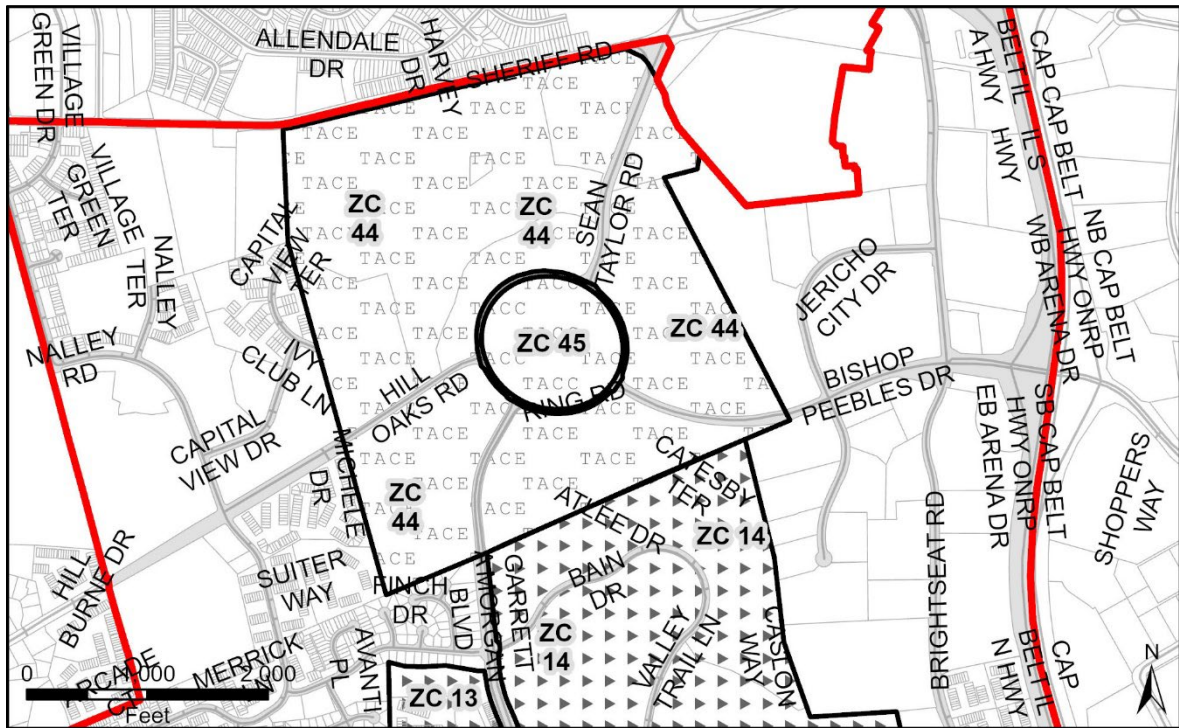 VILLAGE
GREEN DR
ALLENDALE
DR
HARVEY
DR
SHERIFF RD
VILLAGE
GREEN
TER
NALLEY
TER
NALLEY
RD
CAPITAL
VIEW
TER
IVY
CLUB LN
CAPITAL
VIEW DR
ZC
44
ZC
44
SEAN
TAYLOR RD
ZC 44
ZC 45
TACE
TACC
HILL
OAKS RD
RING RD
MICHELE
DR
ZC
44
JERICHO
CITY DR
BISHOP
PEEBLES DR
CAP CAP BELT
BELT IL
A HWY
IL S
HWY
NB CAP BELT
HWY ONRP
WB ARENA DR
SB CAP BELT
HWY ONRP
EB ARENA DR
SHOPPERS
WAY
BRIGHTSEAT RD
N HWY
BELT IL
CAP
CATESBY
TER
ATLEE DR
ZC 14
BAIN
DR
GARRETT
A MORGAN
BLVD
ZC
14
VALLEY
TRAIL LN
CASLON
WAY
HILL
BURNE DR
SUITER
WAY
FINCH
DR
AVANTI
PL
MERRICK
LN
ARCADE
CT
ZC 13
0
1,000
2,000
Feet
N